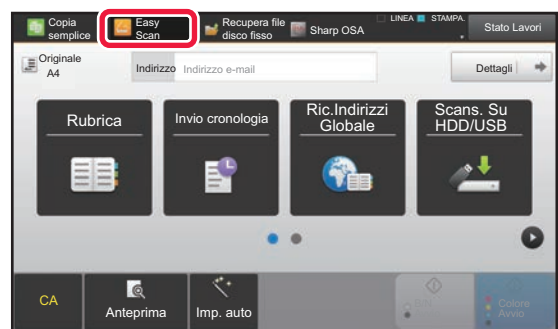 Copia
semplice
Easy
Scan
Recupera file
disco fisso
Sharp OSA
LINEA
STAMPA.
Stato Lavori
Originale
A4
Indirizzo
Indirizzo e-mail
Dettagli
Rubrica
Invio cronologia
Ric.Indirizzi
Globale
Scans. Su
HDD/USB
CA
Anteprima
Imp. auto
Colore
Avvio